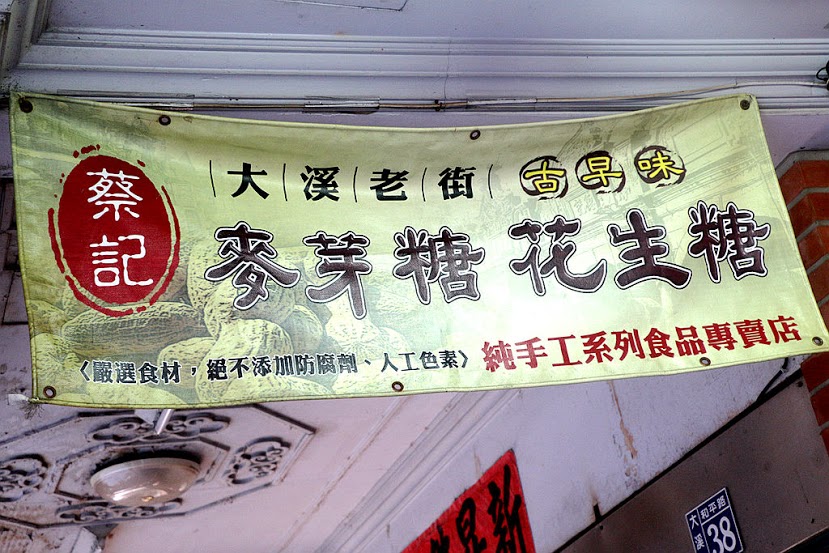 蔡記
大溪老街 古早味
麥芽糖 花生糖
〈嚴選食材，絕不添加防腐劑、人工色素〉 純手工系列食品專賣店
新
大溪 和平路
38